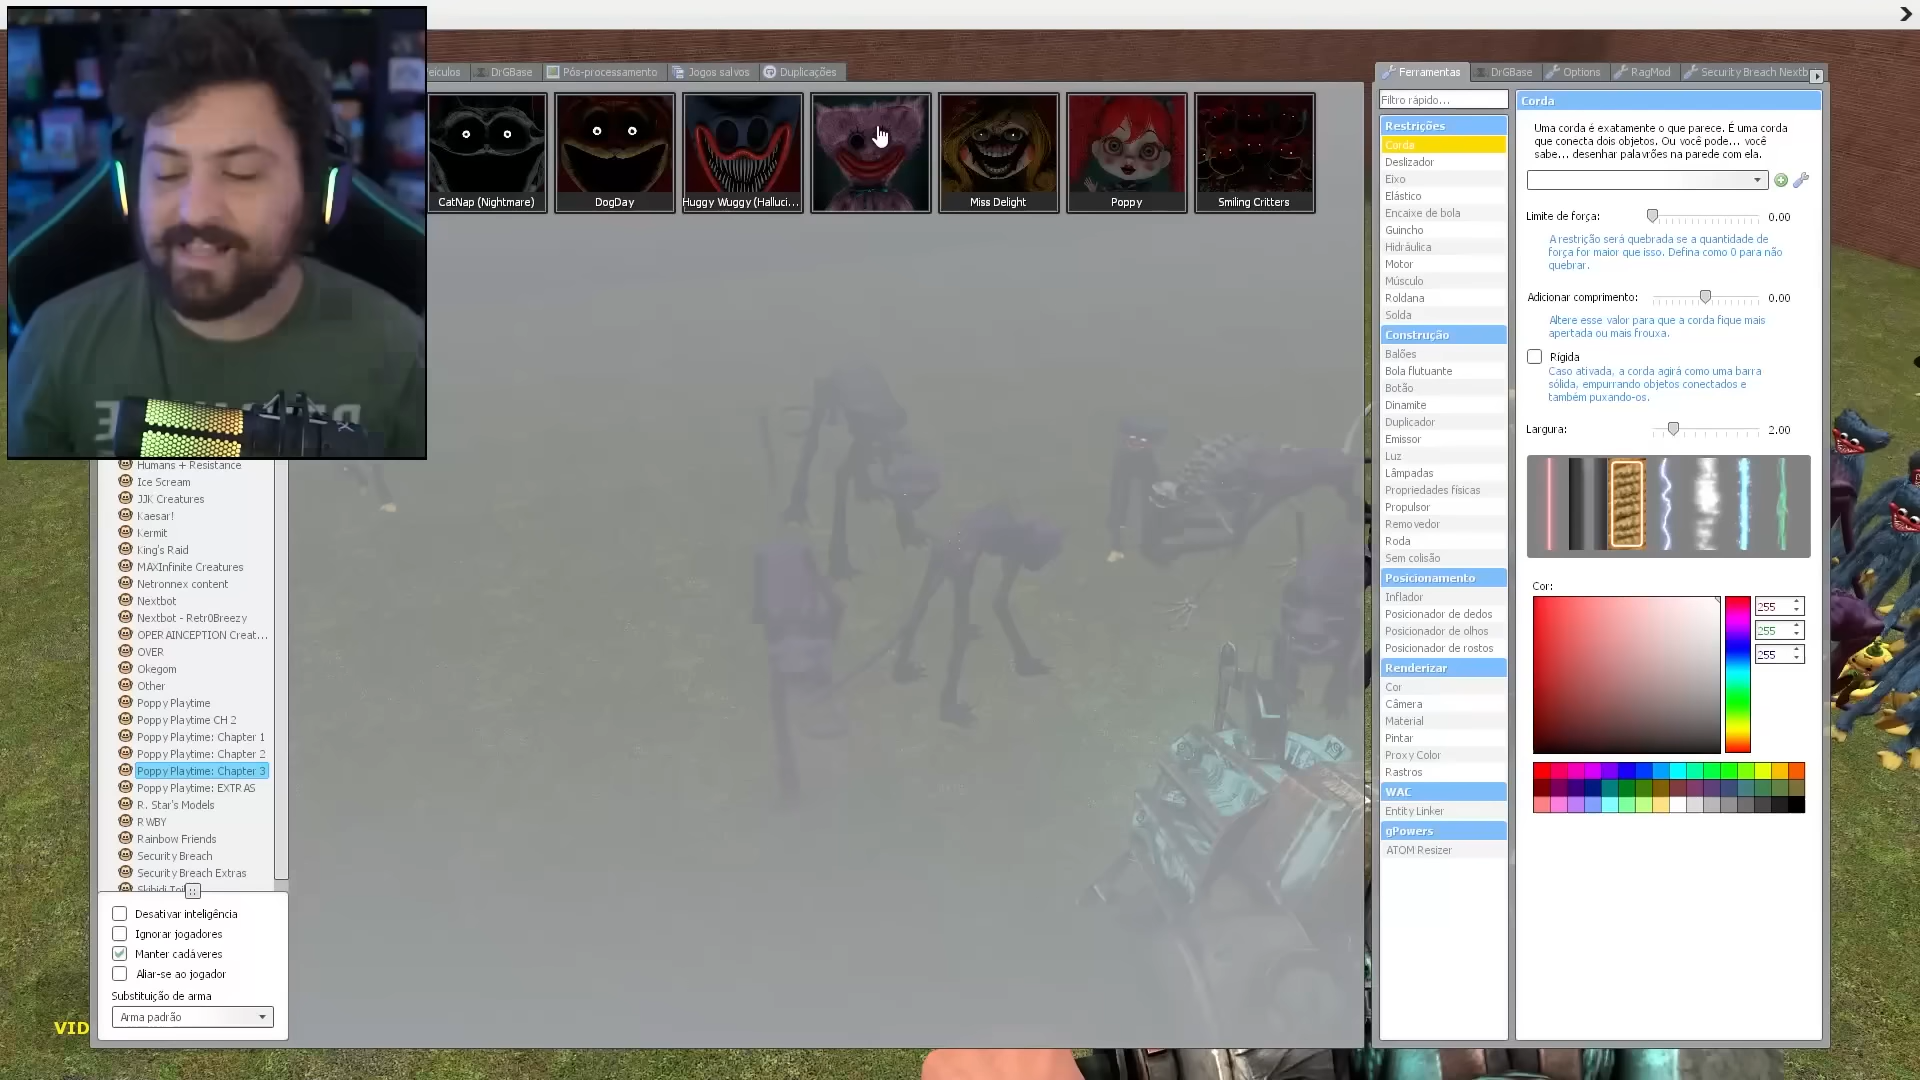 eículos
DrGBase
Pós-processamento
Jogos salvos
Duplicações
CatNap (Nightmare)
DogDay
Huggy Wuggy (Halluci...
Miss Delight
Poppy
Smiling Critters
Humans + Resistance
Ice Scream
JJK Creatures
Kaesar!
Kermit
King's Raid
MAXInfinite Creatures
Netronnex content
Nextbot
Nextbot - Retr0Breezy
OPERAINCEPTION Creat...
OVER
Okegom
Other
Poppy Playtime
Poppy Playtime CH 2
Poppy Playtime: Chapter 1
Poppy Playtime: Chapter 2
Poppy Playtime: Chapter 3
Poppy Playtime: EXTRAS
R. Star's Models
RWBY
Rainbow Friends
Security Breach
Security Breach Extras
Desativar inteligência
Ignorar jogadores
Manter cadáveres
Aliar-se ao jogador
Substituição de arma
Arma padrão
VID
Ferramentas
DrGBase
Options
RagMod
Security Breach Nextb
Filtro rápido...
Restrições
Corda
Deslizador
Eixo
Elástico
Encaixe de bola
Guincho
Hidráulica
Motor
Músculo
Roldana
Solda
Construção
Balões
Bola flutuante
Botão
Dinamite
Duplicador
Emissor
Luz
Lâmpadas
Propriedades físicas
Propulsor
Removedor
Roda
Sem colisão
Posicionamento
Inflador
Posicionador de dedos
Posicionador de olhos
Posicionador de rostos
Renderizar
Cor
Câmera
Material
Pintar
Proxy Color
Rastros
WAC
Entity Linker
gPowers
ATOM Resizer
Corda
Uma corda é exatamente o que parece. É uma corda
que conecta dois objetos. Ou você pode... você
sabe... desenhar palavrões na parede com ela.
Limite de força:
0.00
A restrição será quebrada se a quantidade de
força for maior que isso. Defina como 0 para não
quebrar.
Adicionar comprimento:
0.00
Altere esse valor para que a corda fique mais
apertada ou mais frouxa.
Rígida
Caso ativada, a corda agirá como uma barra
sólida, empurrando objetos conectados e
também puxando-os.
Largura:
2.00
Cor:
255
255
255